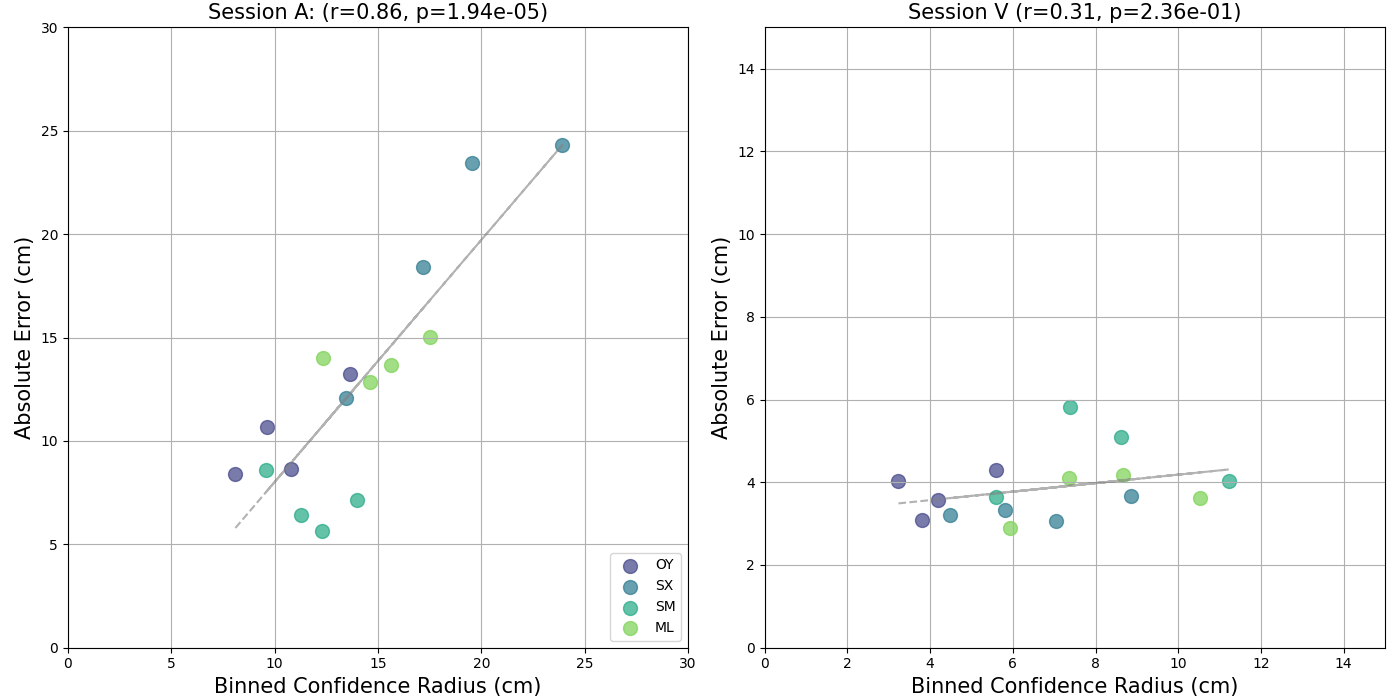 Session A: (r=0.86, p=1.94e-05)
30
25
20
15
10
5
0
Absolute Error (cm)
0 5 10 15 20 25 30
Binned Confidence Radius (cm)
OY
SX
SM
ML
Session V (r=0.31, p=2.36e-01)
14
12
10
8
6
4
2
0
Absolute Error (cm)
0 2 4 6 8 10 12 14
Binned Confidence Radius (cm)